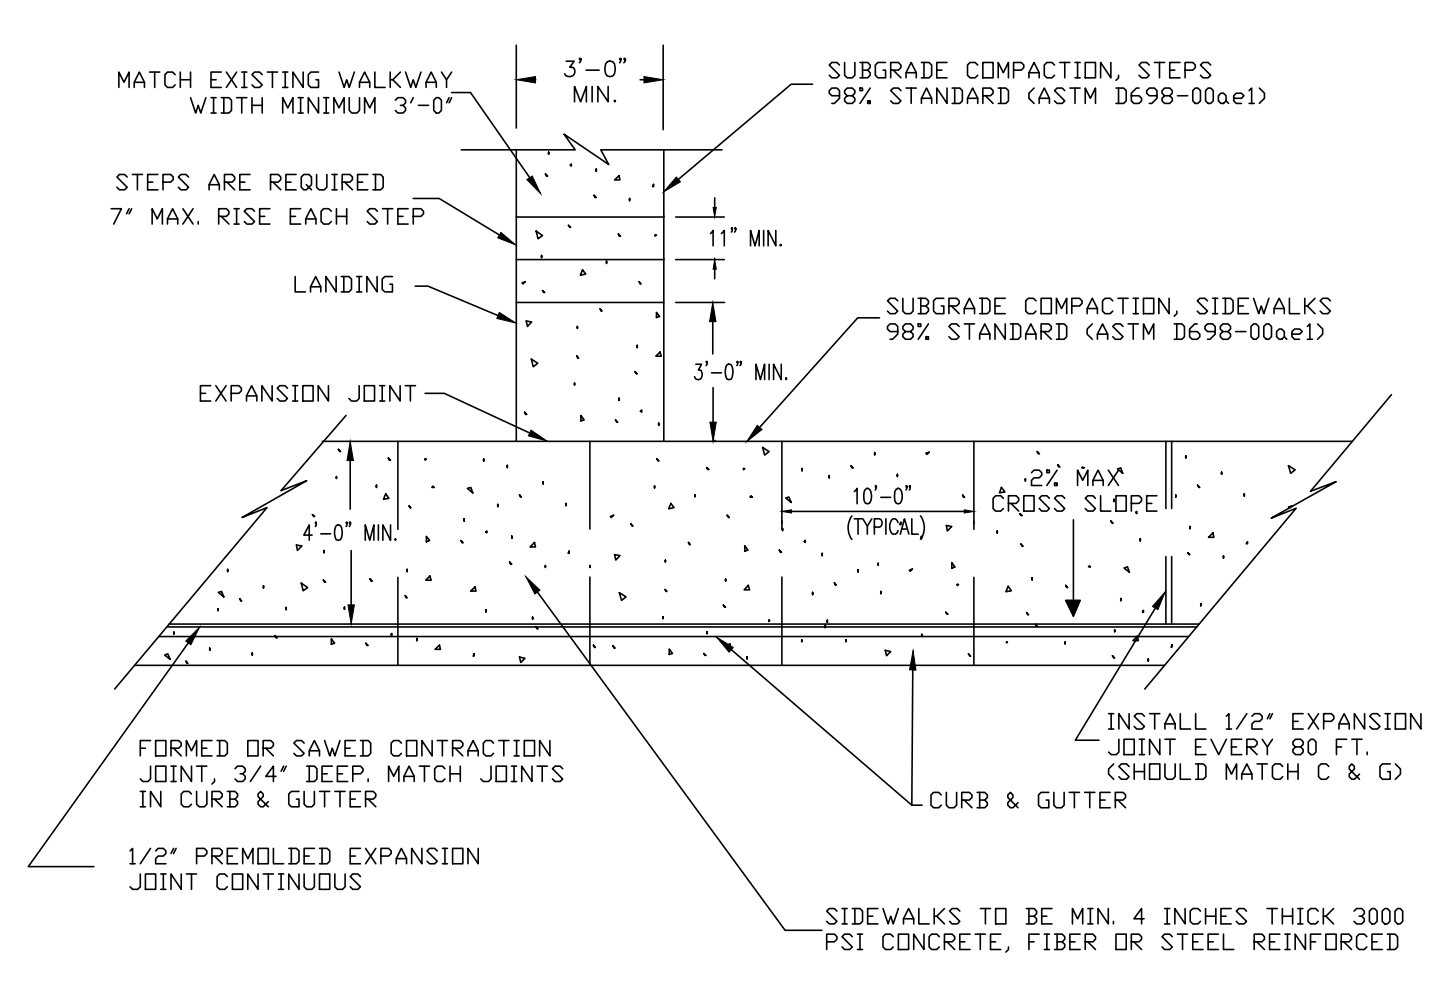 3'-0"
MIN.
MATCH EXISTING WALKWAY
WIDTH MINIMUM 3'-0"
SUBGRADE COMPACTION, STEPS
98% STANDARD (ASTM D698-00ae1)
STEPS ARE REQUIRED
7" MAX. RISE EACH STEP
11" MIN.
LANDING
SUBGRADE COMPACTION, SIDEWALKS
98% STANDARD (ASTM D698-00ae1)
3'-0" MIN.
EXPANSION JOINT
2% MAX
CROSS SLOPE
10'-0"
(TYPICAL)
4'-0" MIN.
INSTALL 1/2" EXPANSION
JOINT EVERY 80 FT.
(SHOULD MATCH C & G)
FORMED OR SAWED CONTRACTION
JOINT, 3/4" DEEP. MATCH JOINTS
IN CURB & GUTTER
CURB & GUTTER
1/2" PREMOLDED EXPANSION
JOINT CONTINUOUS
SIDEWALKS TO BE MIN. 4 INCHES THICK 3000
PSI CONCRETE, FIBER OR STEEL REINFORCED